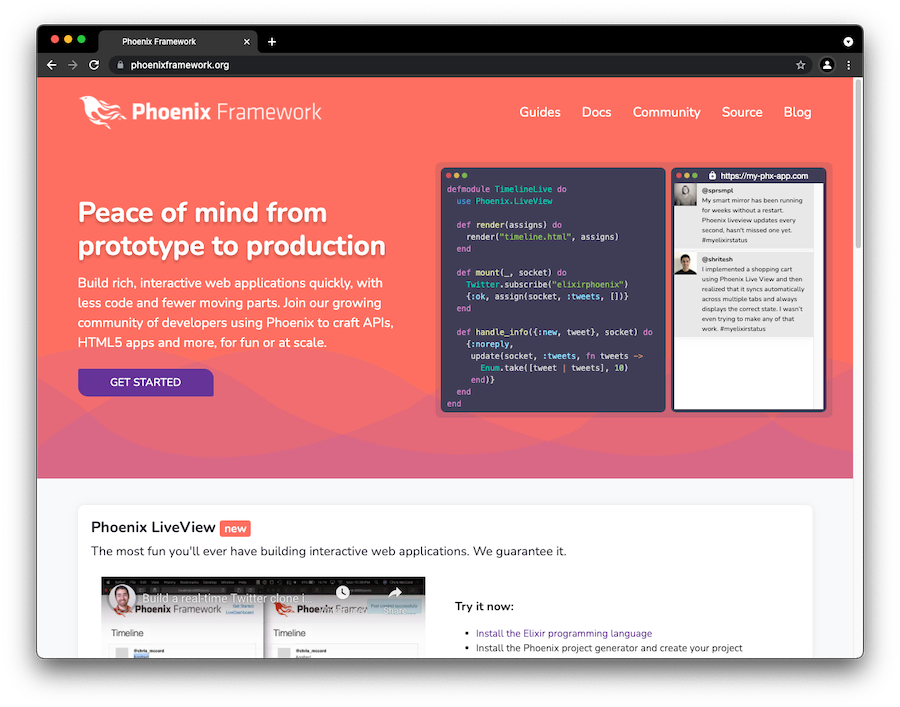 Phoenix Framework
phoenixframework.org
Phoenix Framework
Guides
Docs
Community
Source
Blog
Peace of mind from
prototype to production
Build rich, interactive web applications quickly, with
less code and fewer moving parts. Join our growing
community of developers using Phoenix to craft APIs,
HTML5 apps and more, for fun or at scale.
GET STARTED
defmodule TimelineLive do
use Phoenix.LiveView
def render(assigns) do
render("timeline.html", assigns)
end
def mount(_, socket) do
Twitter.subscribe("elixirphoenix")
{:ok, assign(socket, :tweets, [])}
end
def handle_info({:new, tweet}, socket) do
{:noreply,
update(socket, :tweets, fn tweets ->
Enum.take([tweet | tweets], 10)
end)}
end
end
https://my-phx-app.com
@sprsmpl
My smart mirror has been running
for weeks without a restart.
Phoenix liveview updates every
second, hasn't missed one yet.
#myelixirstatus
@shritesh
I implemented a shopping cart
using Phoenix Live View and then
realized that it syncs automatically
across multiple tabs and always
displays the correct state. I wasn't
even trying to make any of that
work. #myelixirstatus
Phoenix LiveView new
The most fun you'll ever have building interactive web applications. We guarantee it.
Build a real-time Twitter clone i
Phoenix Framework
Phoenix Framew
Share
Timeline
Timeline
@chris_mccord
@chris_mccord
Try it now:
Install the Elixir programming language
Install the Phoenix project generator and create your project